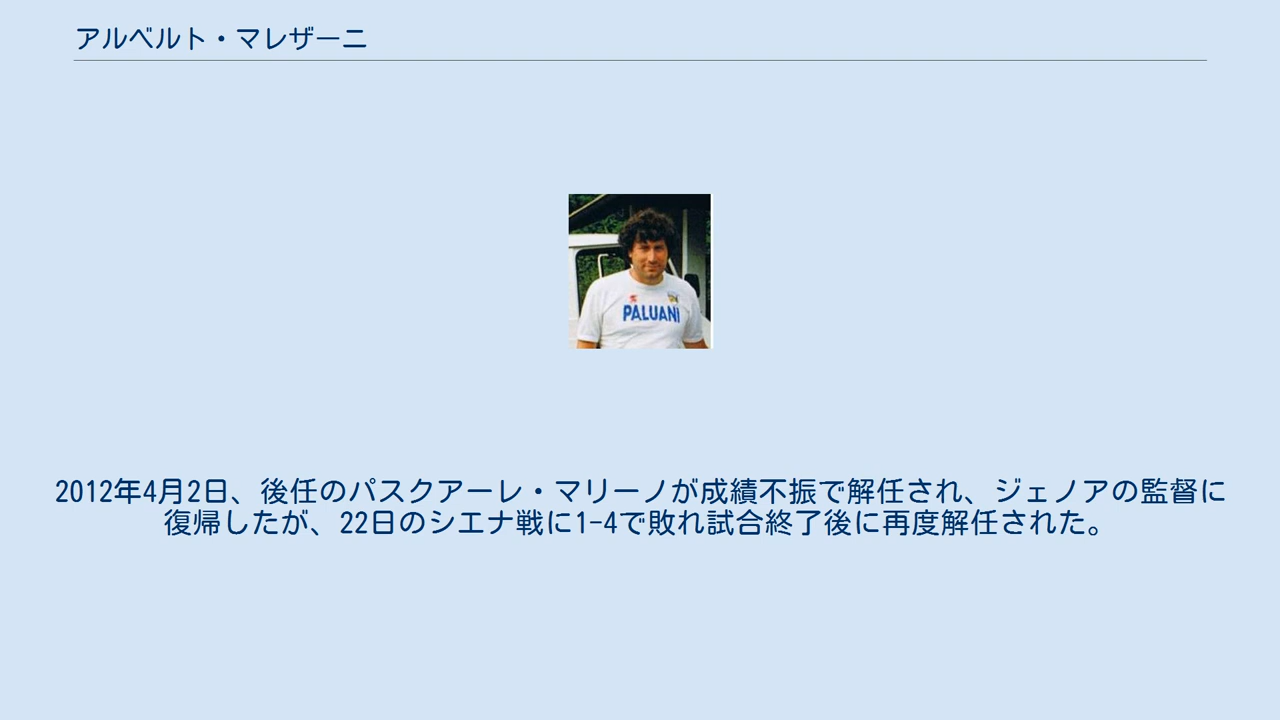 アルベルト・マレザーニ
PALUANI
2012年4月2日、後任のパスクアーレ・マリーノが成績不振で解任され、ジェノアの監督に
復帰したが、22日のシエナ戦に1-4で敗れ試合終了後に再度解任された。